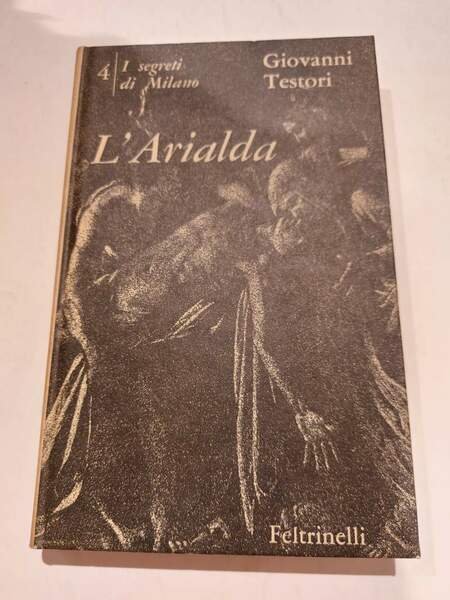 4 I segreti
di Milano
Giovanni
Testori
L'Arialda
Feltrinelli